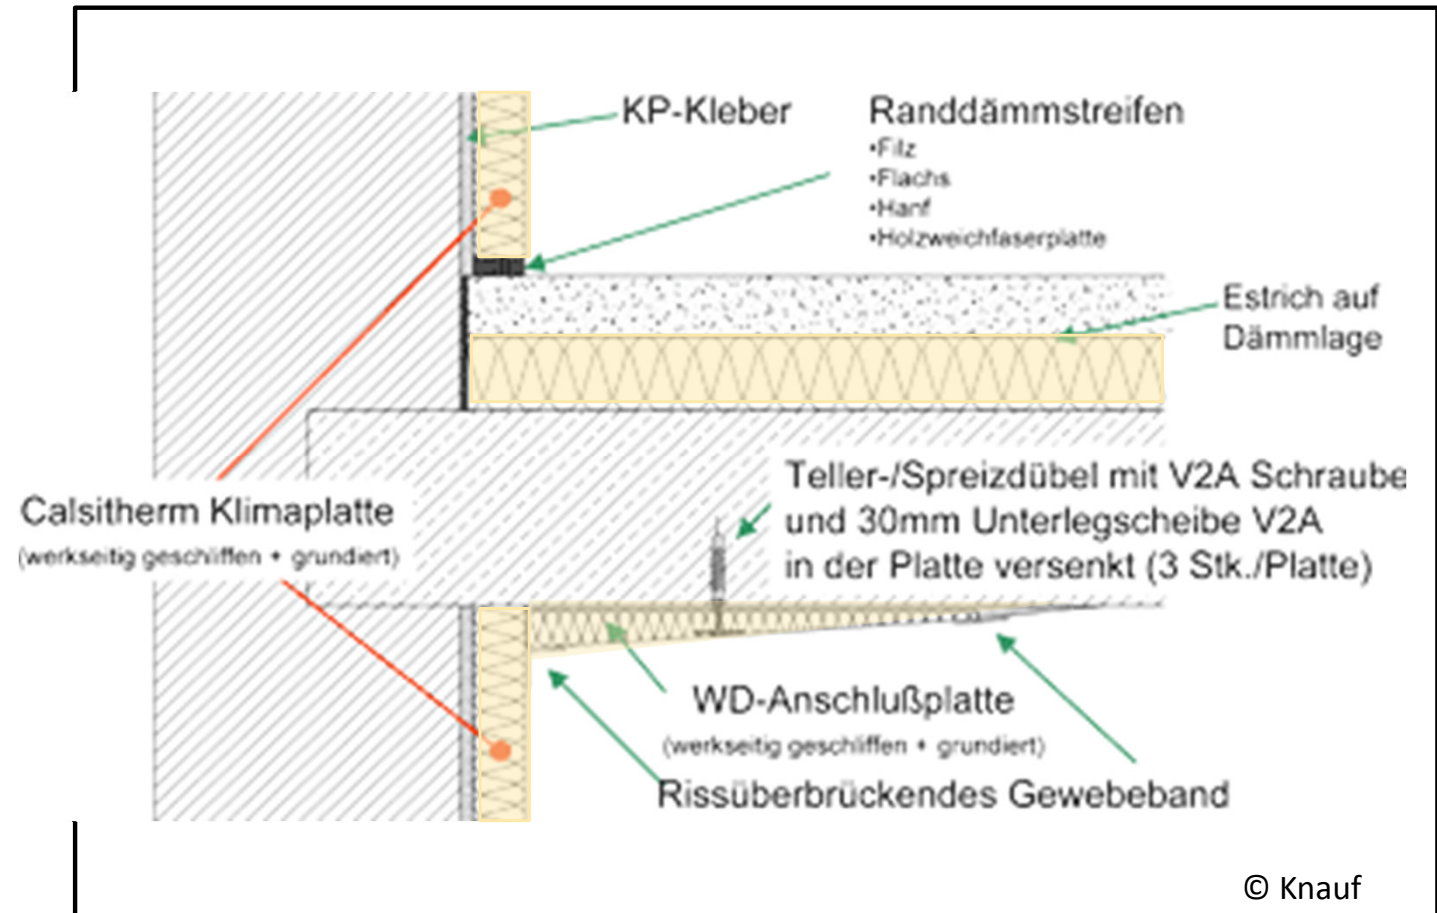 KP-Kleber
Randdämmstreifen
•Filz
•Flachs
•Hanf
•Holzweichfaserplatte
Estrich auf
Dämmlage
Teller-/Spreizdübel mit V2A Schraube
und 30mm Unterlegscheibe V2A
in der Platte versenkt (3 Stk./Platte)
Calsitherm Klimaplatte
(werkseitig geschliffen + grundiert)
WD-Anschlußplatte
(werkseitig geschliffen + grundiert)
Rissüberbrückendes Gewebeband
© Knauf